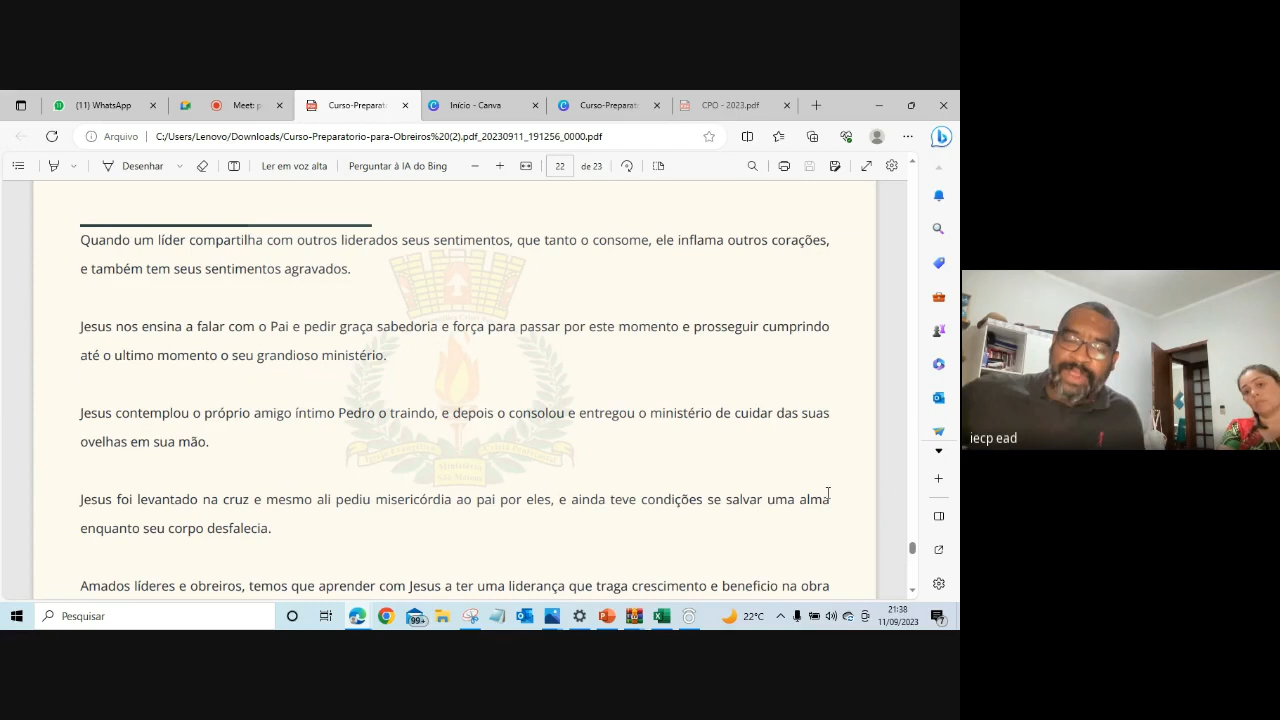 (11) WhatsApp
Meet: p
Curso-Preparat
Início - Canva
Curso-Preparat
CPO - 2023.pdf
Arquivo
C:/Users/Lenovo/Downloads/Curso-Preparatorio-para-Obreiros%20(2).pdf_20230911_191256_0000.pdf
Desenhar
Ler em voz alta
Perguntar à IA do Bing
22
de 23
Quando um líder compartilha com outros liderados seus sentimentos, que tanto o consome, ele inflama outros corações,
e também tem seus sentimentos agravados.
Jesus nos ensina a falar com o Pai e pedir graça sabedoria e força para passar por este momento e prosseguir cumprindo
até o ultimo momento o seu grandioso ministério.
Jesus contemplou o próprio amigo íntimo Pedro o traindo, e depois o consolou e entregou o ministério de cuidar das suas
ovelhas em sua mão.
Jesus foi levantado na cruz e mesmo ali pediu misericórdia ao pai por eles, e ainda teve condições se salvar uma alma
enquanto seu corpo desfalecia.
Amados líderes e obreiros, temos que aprender com Jesus a ter uma liderança que traga crescimento e beneficio na obra
iecp ead
Pesquisar
99+
22°C
21:38
11/09/2023